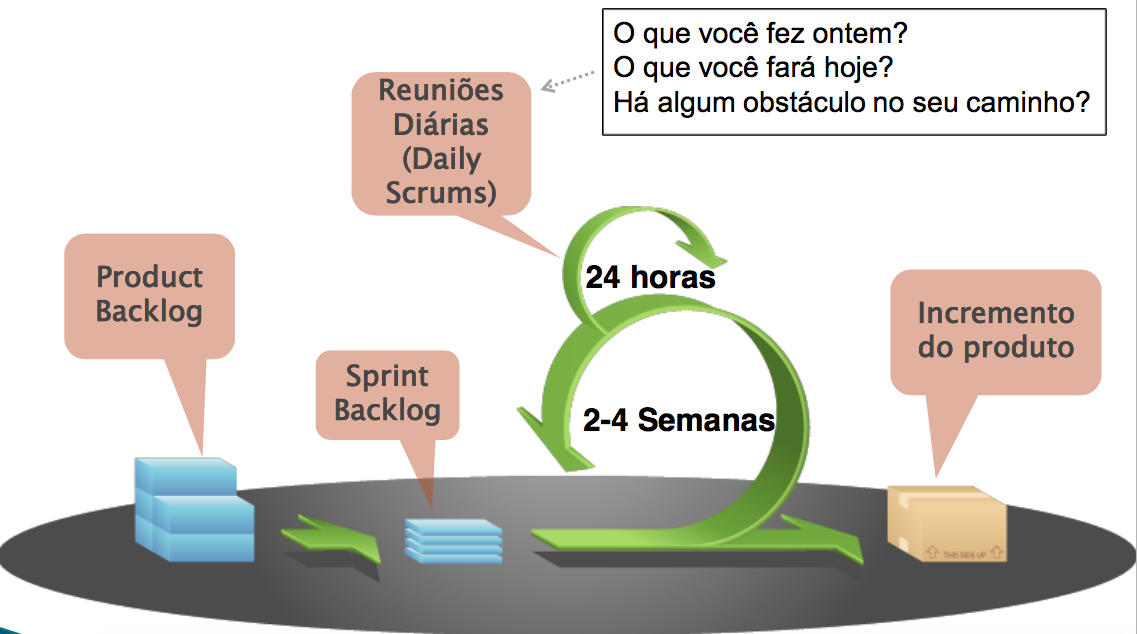 O que você fez ontem?
O que você fará hoje?
Há algum obstáculo no seu caminho?
Reuniões
Diárias
(Daily
Scrums)
Product
Backlog
24 horas
Incremento
do produto
Sprint
Backlog
2-4 Semanas
THIS SIDE UP